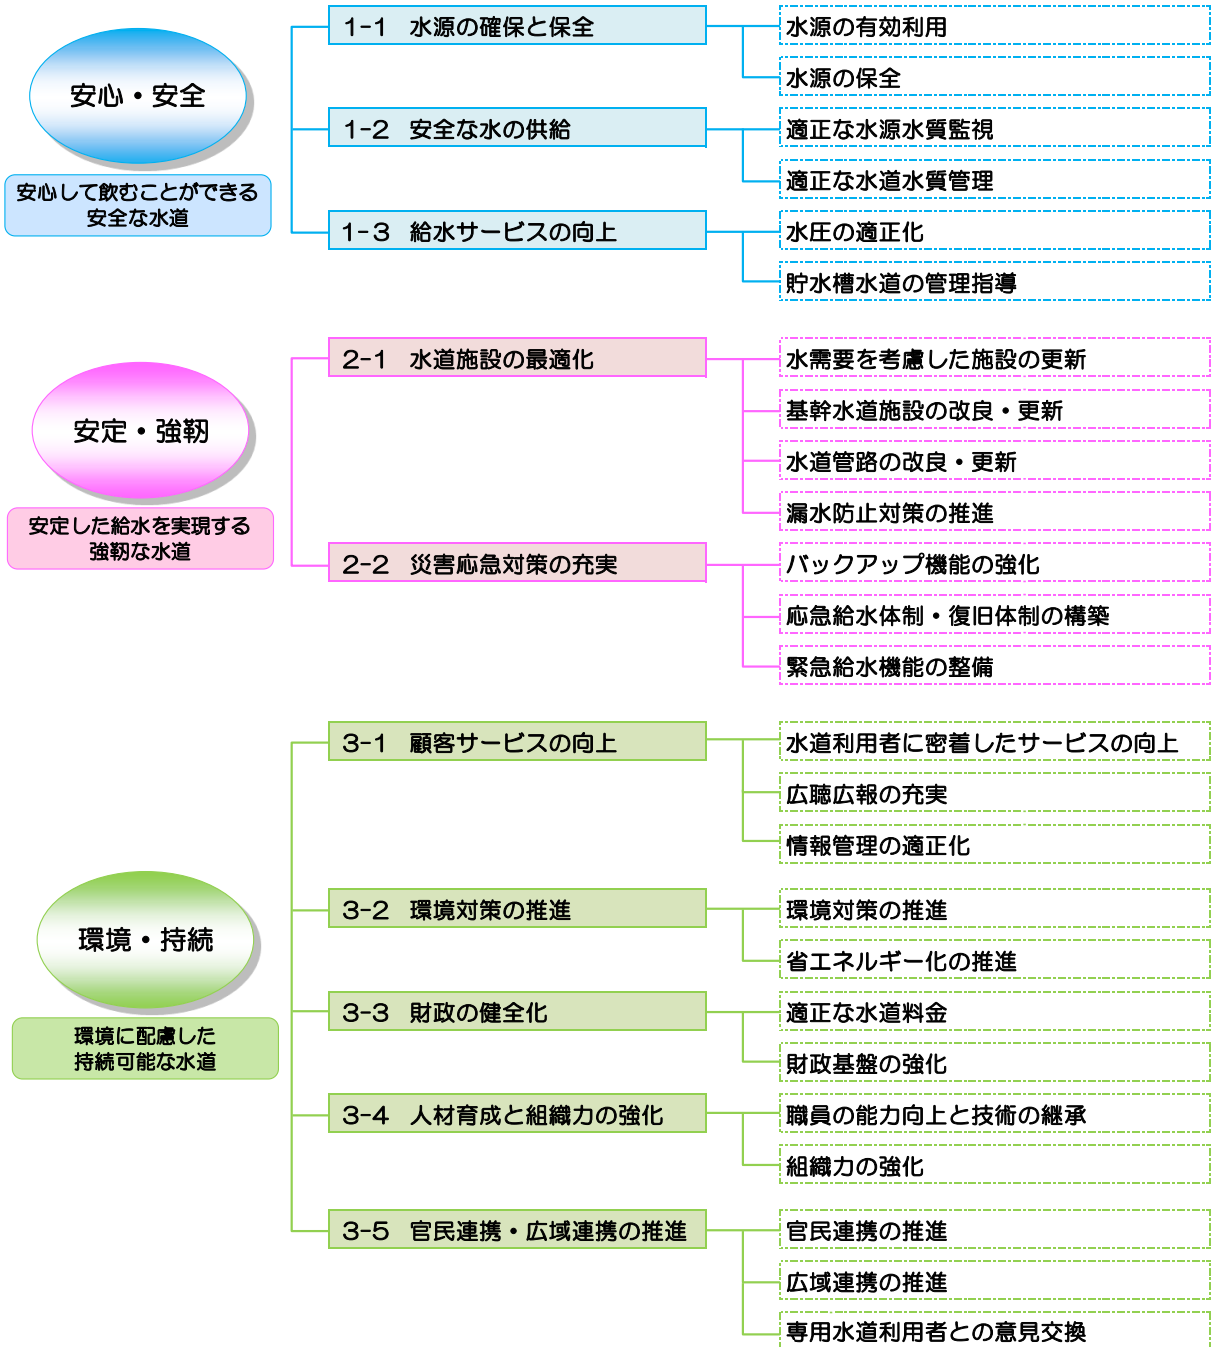 安心・安全
安心して飲むことができる
安全な水道
1-1 水源の確保と保全
水源の有効利用
水源の保全
1-2 安全な水の供給
適正な水源水質監視
適正な水道水質管理
1-3 給水サービスの向上
水圧の適正化
貯水槽水道の管理指導
安定・強靭
安定した給水を実現する
強靭な水道
2-1 水道施設の最適化
水需要を考慮した施設の更新
基幹水道施設の改良・更新
水道管路の改良・更新
漏水防止対策の推進
2-2 災害応急対策の充実
バックアップ機能の強化
応急給水体制・復旧体制の構築
緊急給水機能の整備
環境・持続
環境に配慮した
持続可能な水道
3-1 顧客サービスの向上
水道利用者に密着したサービスの向上
広聴広報の充実
情報管理の適正化
3-2 環境対策の推進
環境対策の推進
省エネルギー化の推進
3-3 財政の健全化
適正な水道料金
財政基盤の強化
3-4 人材育成と組織力の強化
職員の能力向上と技術の継承
組織力の強化
3-5 官民連携・広域連携の推進
官民連携の推進
広域連携の推進
専用水道利用者との意見交換